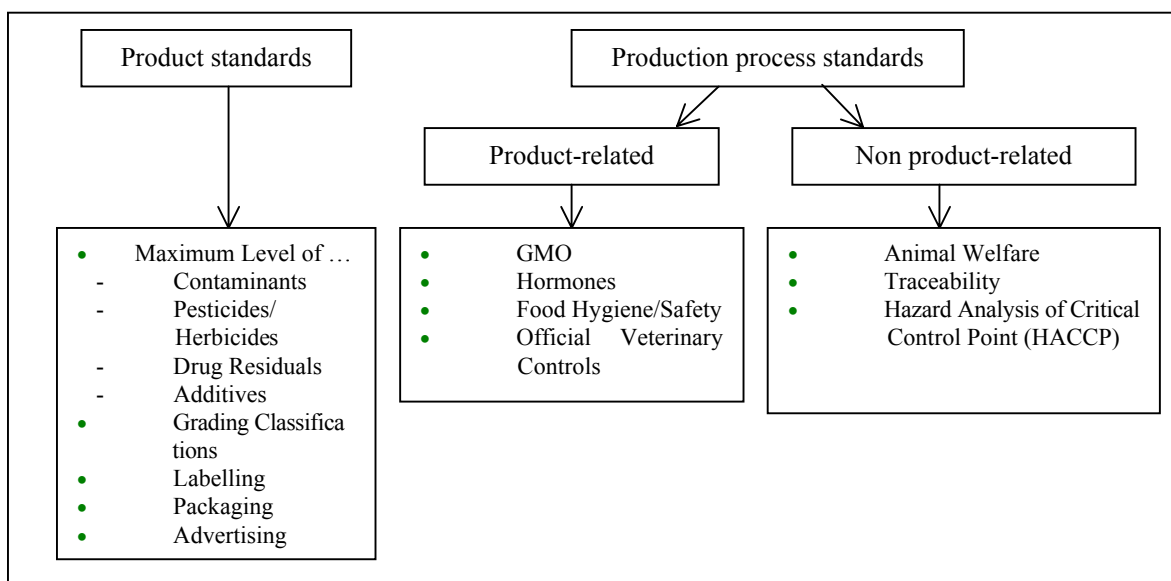 Product standards
Production process standards
Product-related
Non product-related
• Maximum Level of …
- Contaminants
- Pesticides/
Herbicides
- Drug Residuals
- Additives
• Grading Classifica
tions
• Labelling
• Packaging
• Advertising
• GMO
• Hormones
• Food Hygiene/Safety
• Official Veterinary
Controls
• Animal Welfare
• Traceability
• Hazard Analysis of Critical
Control Point (HACCP)